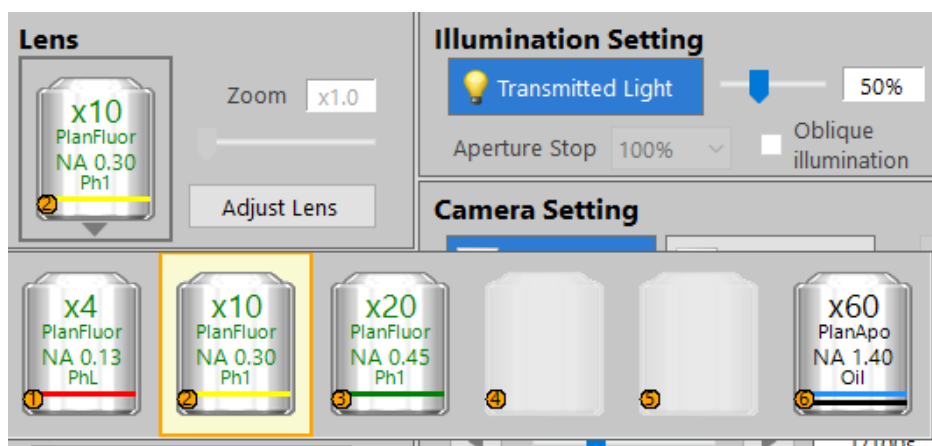 Lens
x10
PlanFluor
NA 0.30
Ph1
2
Zoom x1.0
Adjust Lens
Illumination Setting
Transmitted Light
50%
Aperture Stop 100%
Oblique
illumination
Camera Setting
x4
PlanFluor
NA 0.13
PhL
1
x10
PlanFluor
NA 0.30
Ph1
2
x20
PlanFluor
NA 0.45
Ph1
3
4
5
x60
PlanApo
NA 1.40
Oil
6
1/100s